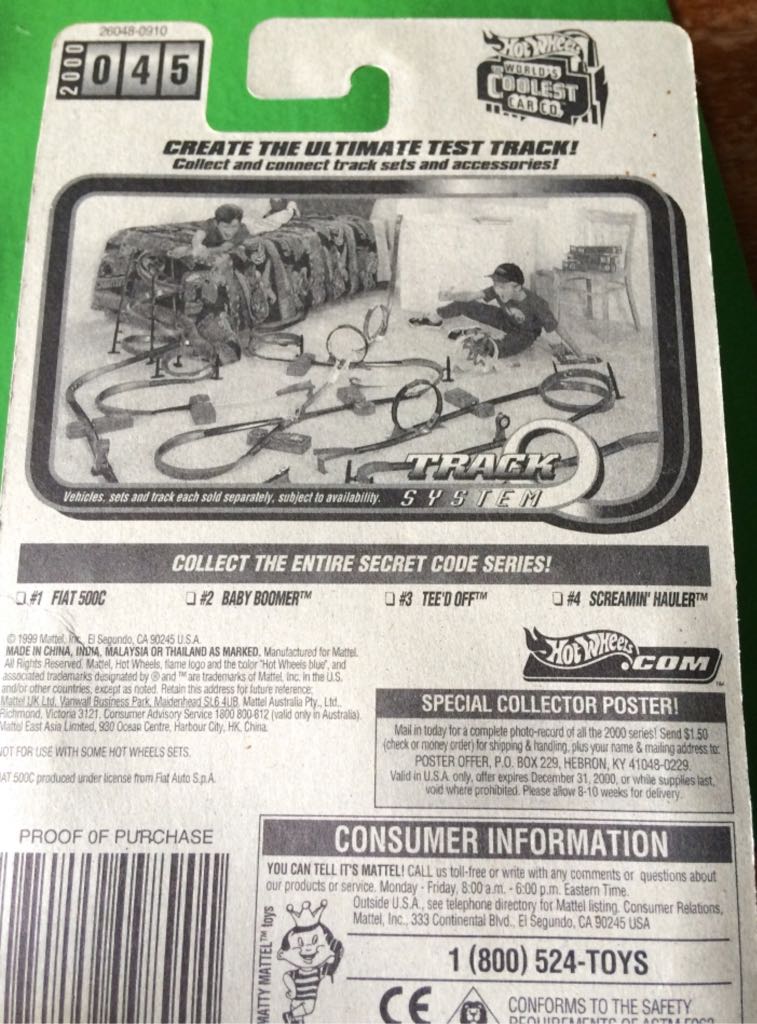 26048-0910
2000 045
Hot Wheels
WORLD'S
COOLEST
CAR CO.
CREATE THE ULTIMATE TEST TRACK!
Collect and connect track sets and accessories!
TRACK
SYSTEM
Vehicles, sets and track each sold separately, subject to availability.
COLLECT THE ENTIRE SECRET CODE SERIES!
#1 FIAT 500C
#2 BABY BOOMER™
#3 TEE'D OFF™
#4 SCREAMIN' HAULER™
© 1999 Mattel, Inc., El Segundo, CA 90245 U.S.A.
MADE IN CHINA, INDIA, MALAYSIA OR THAILAND AS MARKED. Manufactured for Mattel.
All Rights Reserved. Mattel, Hot Wheels, flame logo and the color "Hot Wheels blue", and
associated trademarks designated by ® and ™ are trademarks of Mattel, Inc. in the U.S.
and/or other countries, except as noted. Retain this address for future reference:
Mattel UK Ltd, Vanwall Business Park, Maidenhead SL6 4UB. Mattel Australia Pty., Ltd.,
Richmond, Victoria 3121. Consumer Advisory Service 1800 800 812 (valid only in Australia).
Mattel East Asia Limited, 930 Ocean Centre, Harbour City, HK, China.
NOT FOR USE WITH SOME HOT WHEELS SETS.
AT 500C produced under license from Fiat Auto S.p.A.
Hot Wheels.COM™
SPECIAL COLLECTOR POSTER!
Mail in today for a complete photo-record of all the 2000 series! Send $1.50
(check or money order) for shipping & handling, plus your name & mailing address to:
POSTER OFFER, P.O. BOX 229, HEBRON, KY 41048-0229.
Valid in U.S.A. only, offer expires December 31, 2000, or while supplies last,
void where prohibited. Please allow 8-10 weeks for delivery.
PROOF OF PURCHASE
CONSUMER INFORMATION
YOU CAN TELL IT'S MATTEL! CALL us toll-free or write with any comments or questions about
our products or service. Monday - Friday, 8:00 a.m. - 6:00 p.m. Eastern Time.
Outside U.S.A., see telephone directory for Mattel listing. Consumer Relations,
Mattel, Inc., 333 Continental Blvd., El Segundo, CA 90245 USA
1 (800) 524-TOYS
MATTY MATTEL™ toys
CE
CONFORMS TO THE SAFETY
REQUIREMENTS OF ASTM F963